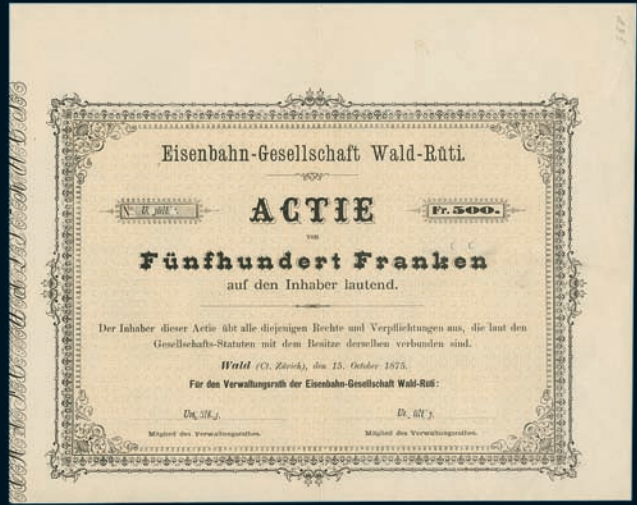 Eisenbahn-Gesellschaft Wald-Rüti.
Nº
ACTIE
Fr. 500.
von
Fünfhundert Franken
auf den Inhaber lautend.
Der Inhaber dieser Actie übt alle diejenigen Rechte und Verpflichtungen aus, die laut den
Gesellschafts-Statuten mit dem Besitze derselben verbunden sind.
Wald (Ct. Zürich), den 15. October 1875.
Für den Verwaltungsrath der Eisenbahn-Gesellschaft Wald-Rüti:
Mitglied des Verwaltungsrathes.
Mitglied des Verwaltungsrathes.